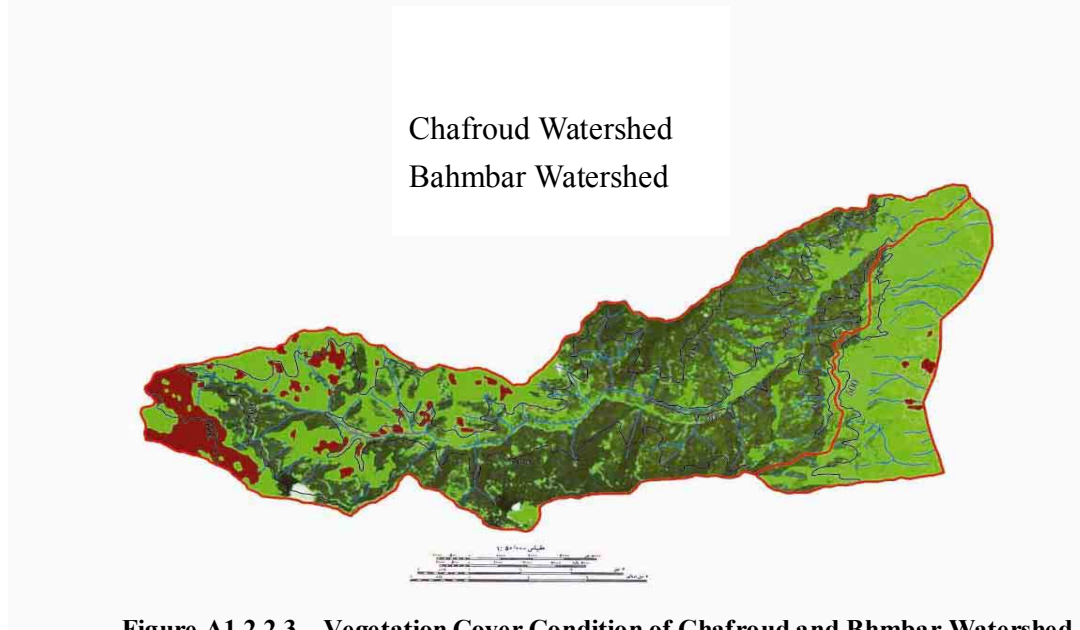 Chafroud Watershed
Bahmbar Watershed
Figure A1.2.2.3 Vegetation Cover Condition of Chafroud and Bhmbar Watershed